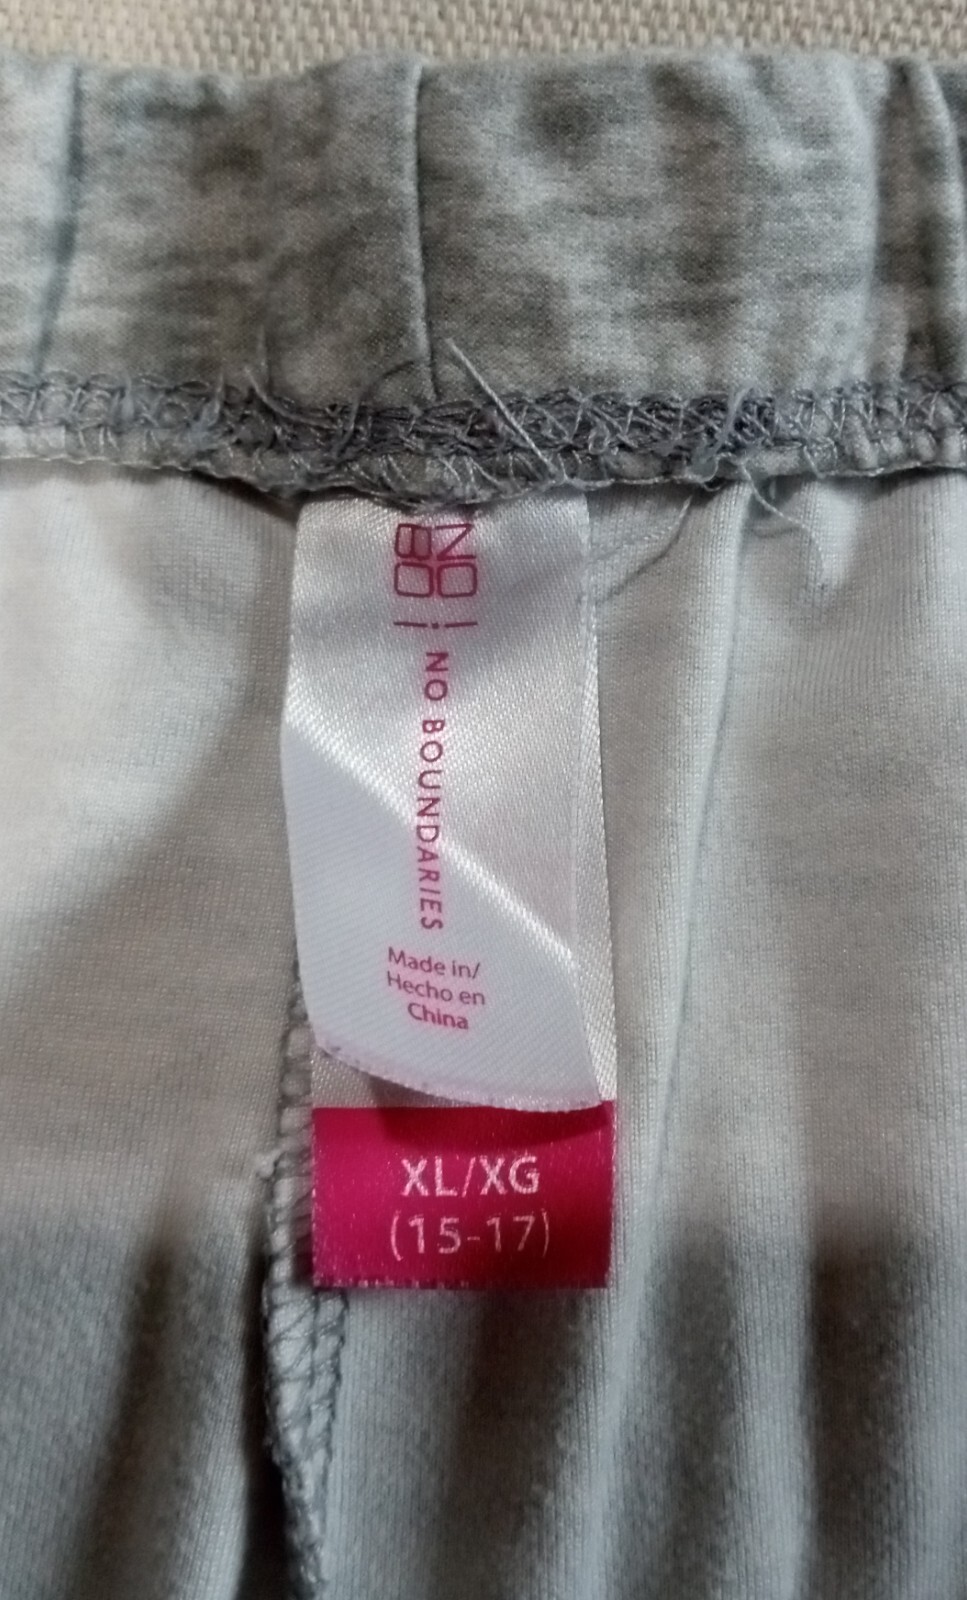 NO
BO
NO BOUNDARIES
Made in/
Hecho en
China
XL/XG
(15-17)